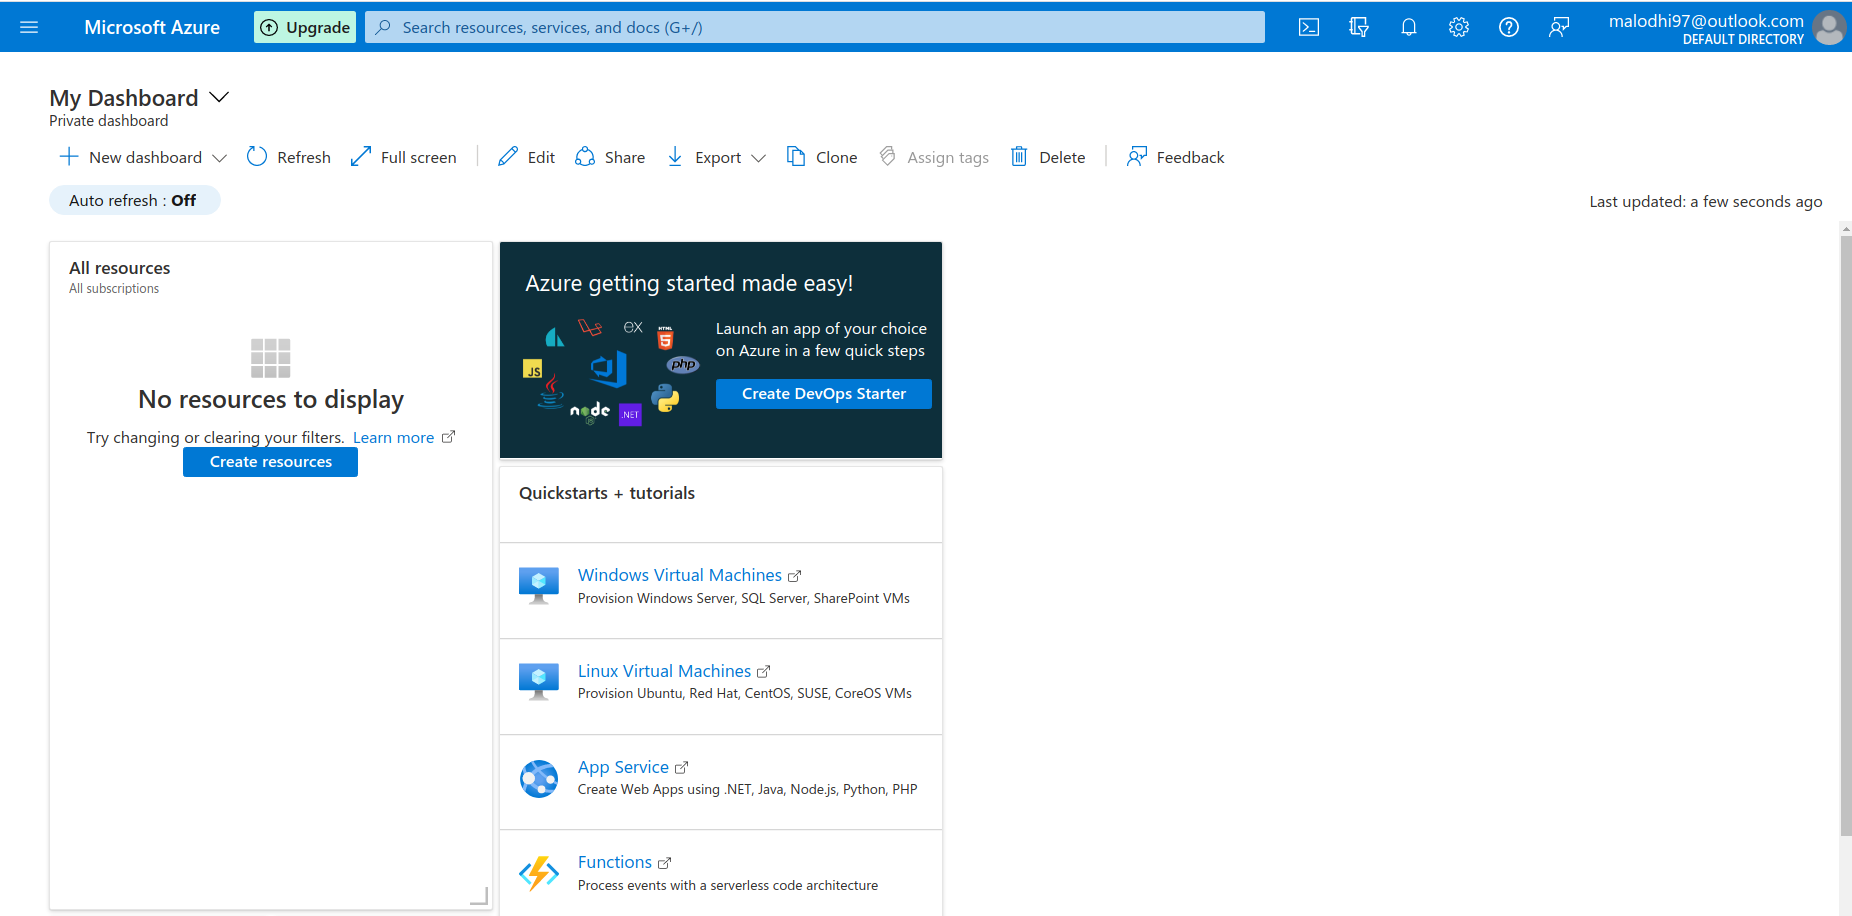 Microsoft Azure
Upgrade
Search resources, services, and docs (G+/)
malodhi97@outlook.com
DEFAULT DIRECTORY
My Dashboard
Private dashboard
New dashboard
Refresh
Full screen
Edit
Share
Export
Clone
Assign tags
Delete
Feedback
Auto refresh : Off
Last updated: a few seconds ago
All resources
All subscriptions
No resources to display
Try changing or clearing your filters. Learn more
Create resources
Azure getting started made easy!
ex
HTML
5
JS
php
node
JS
.NET
Launch an app of your choice
on Azure in a few quick steps
Create DevOps Starter
Quickstarts + tutorials
Windows Virtual Machines
Provision Windows Server, SQL Server, SharePoint VMs
Linux Virtual Machines
Provision Ubuntu, Red Hat, CentOS, SUSE, CoreOS VMs
App Service
Create Web Apps using .NET, Java, Node.js, Python, PHP
Functions
Process events with a serverless code architecture